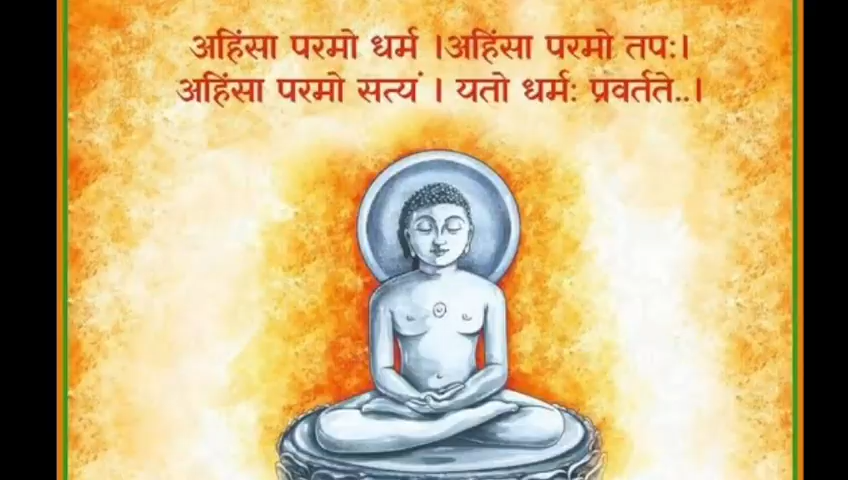 अहिंसा परमो धर्म ।अहिंसा परमो तपः।
अहिंसा परमो सत्यं । यतो धर्मः प्रवर्तते..।